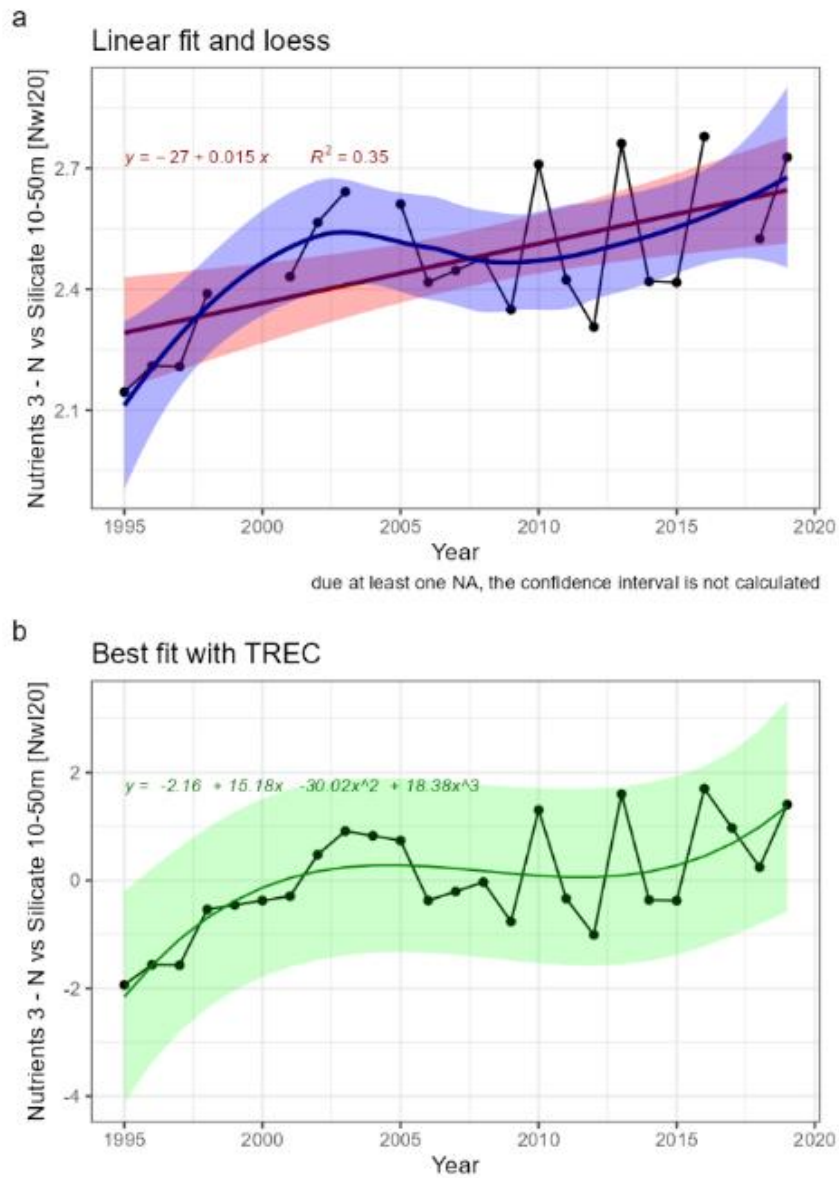 a
Linear fit and loess
Nutrients 3 - N vs Silicate 10-50m [NwI20]
y = − 27 + 0.015 x R² = 0.35
2.7
2.4
2.1
1995 2000 2005 2010 2015 2020
Year
due at least one NA, the confidence interval is not calculated
b
Best fit with TREC
Nutrients 3 - N vs Silicate 10-50m [NwI20]
y = -2.16 + 15.18x -30.02x^2 + 18.38x^3
2
0
-2
-4
1995 2000 2005 2010 2015 2020
Year